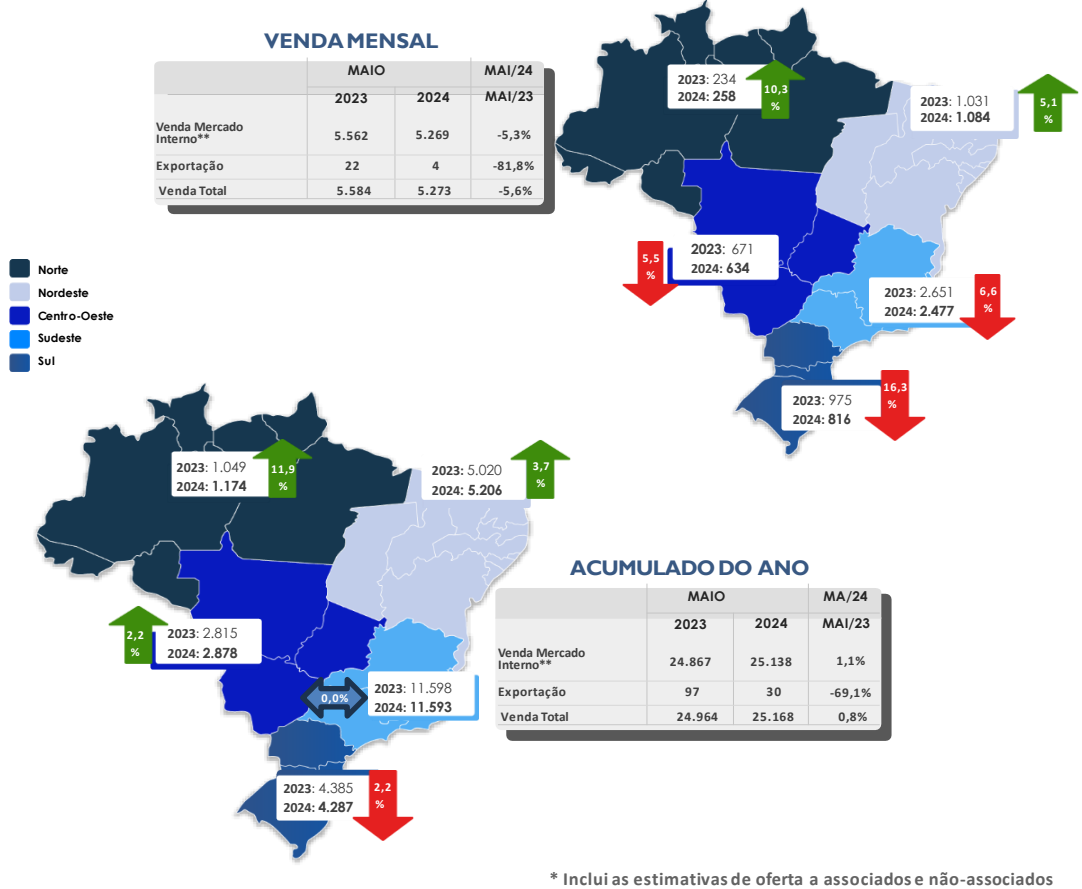 VENDA MENSAL
MAIO MAI/24
2023 2024 MAI/23
Venda Mercado
Interno** 5.562 5.269 -5,3%
Exportação 22 4 -81,8%
Venda Total 5.584 5.273 -5,6%
2023: 234
2024: 258
10,3
%
2023: 1.031
2024: 1.084
5,1
%
5,5
%
2023: 671
2024: 634
2023: 2.651
2024: 2.477
6,6
%
2023: 975
2024: 816
16,3
%
Norte
Nordeste
Centro-Oeste
Sudeste
Sul
2023: 1.049
2024: 1.174
11,9
%
2023: 5.020
2024: 5.206
3,7
%
2,2
%
2023: 2.815
2024: 2.878
0,0%
2023: 11.598
2024: 11.593
2023: 4.385
2024: 4.287
2,2
%
ACUMULADO DO ANO
MAIO MA/24
2023 2024 MAI/23
Venda Mercado
Interno** 24.867 25.138 1,1%
Exportação 97 30 -69,1%
Venda Total 24.964 25.168 0,8%
* Inclui as estimativas de oferta a associados e não-associados